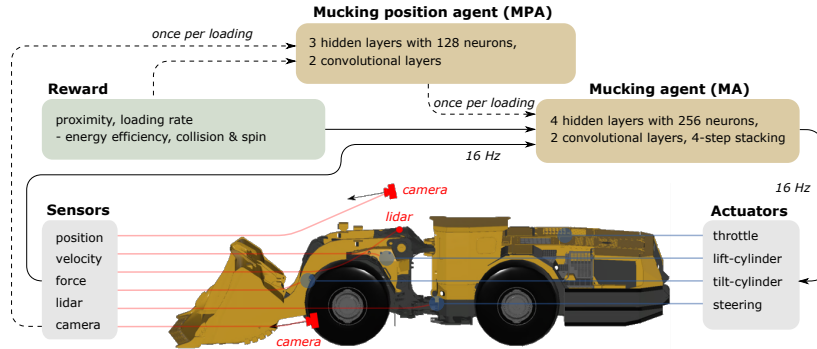 Mucking position agent (MPA)
once per loading
3 hidden layers with 128 neurons,
2 convolutional layers
Reward
proximity, loading rate
- energy efficiency, collision & spin
once per loading
Mucking agent (MA)
4 hidden layers with 256 neurons,
2 convolutional layers, 4-step stacking
16 Hz
16 Hz
camera
lidar
Sensors
position
velocity
force
lidar
camera
camera
Actuators
throttle
lift-cylinder
tilt-cylinder
steering